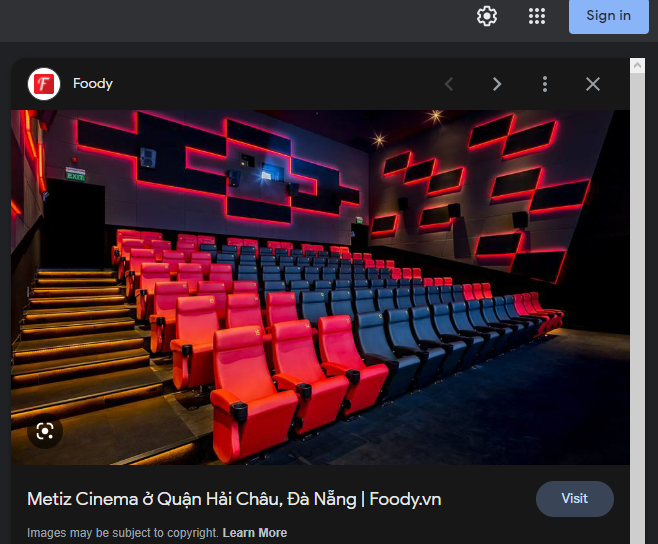 Sign in
F
Foody
EXIT
Metiz Cinema ở Quận Hải Châu, Đà Nẵng | Foody.vn
Visit
Images may be subject to copyright. Learn More